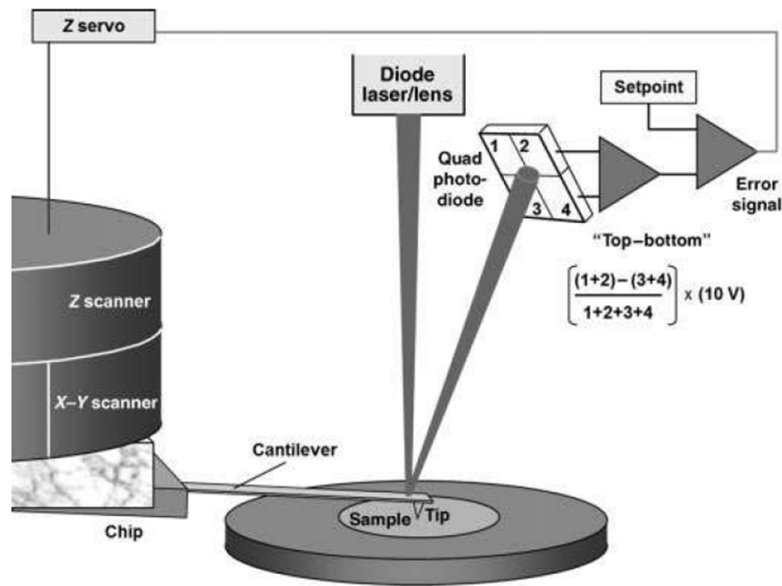 Z servo
Diode
laser/lens
Setpoint
1 2
3 4
Quad
photo-
diode
Error
signal
"Top–bottom"
(1+2)–(3+4)
1+2+3+4
x (10 V)
Z scanner
X–Y scanner
Cantilever
Sample
Tip
Chip